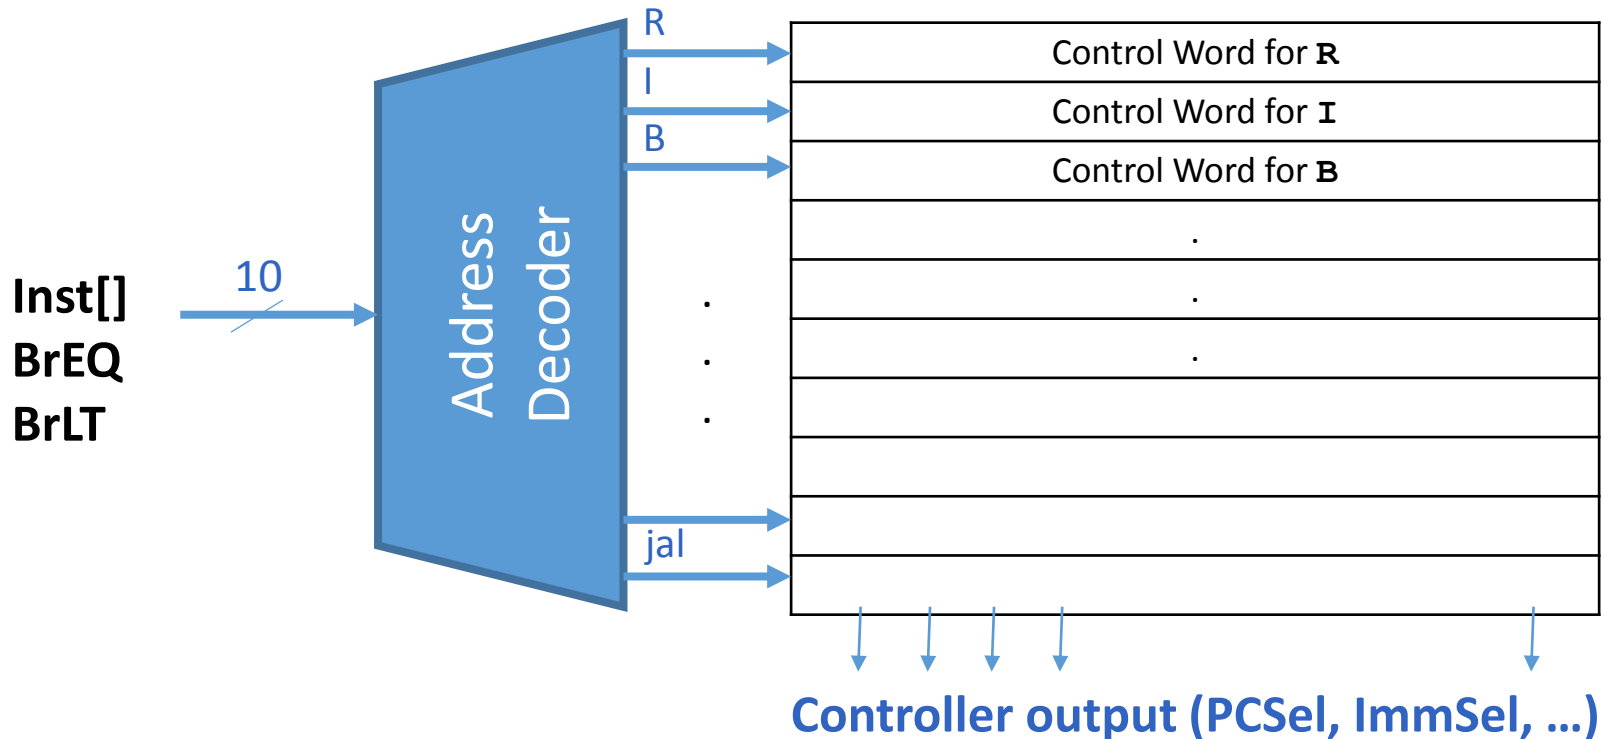 R
Control Word for R
I
Control Word for I
B
Control Word for B
.
.
.
Inst[]
BrEQ
BrLT
10
Address
Decoder
.
.
.
jal
Controller output (PCSel, ImmSel, ...)